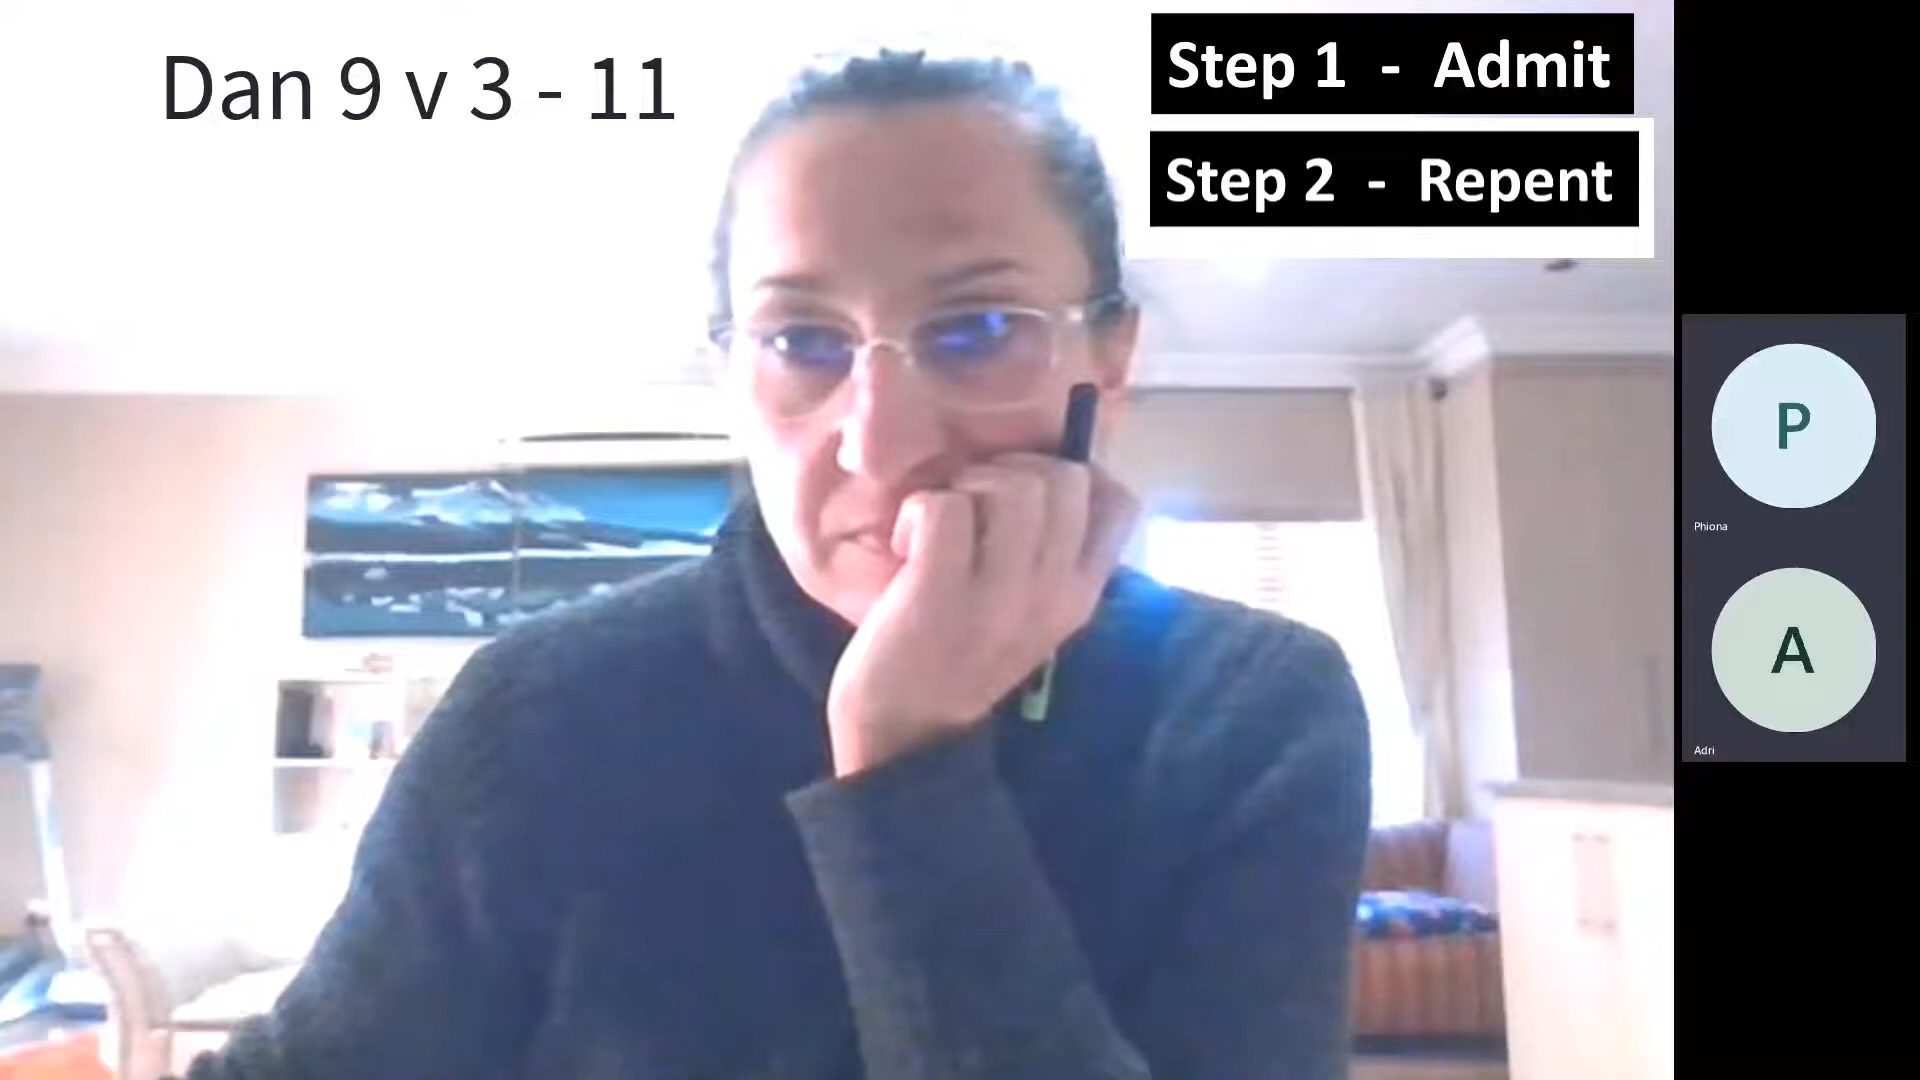 Dan 9 v 3 - 11
Step 1 - Admit
Step 2 - Repent
P
Phiona
A
Adri